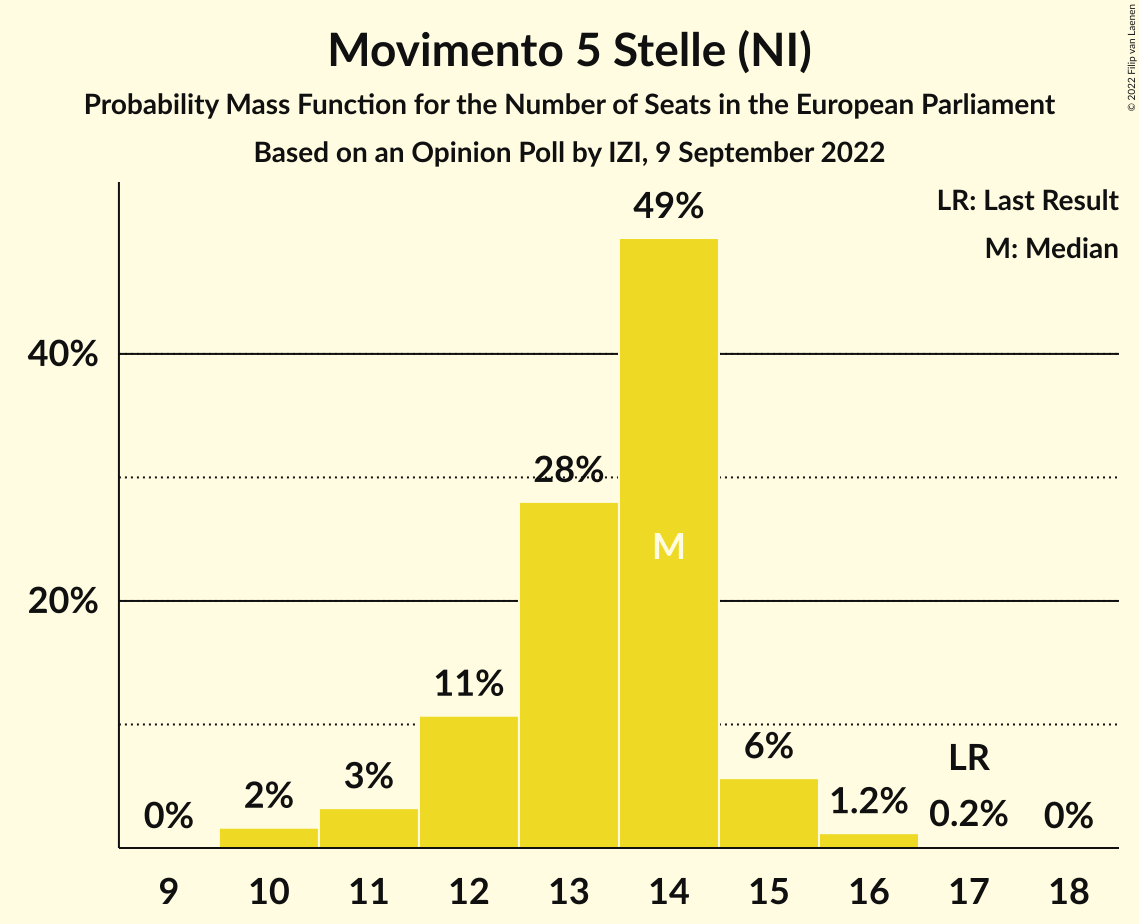 Movimento 5 Stelle (NI)
Probability Mass Function for the Number of Seats in the European Parliament
Based on an Opinion Poll by IZI, 9 September 2022
© 2022 Filip van Laenen
LR: Last Result
M: Median
49%
40%
28%
M
20%
11%
6%
LR
3%
2%
1.2%
0.2%
0%
0%
9 10 11 12 13 14 15 16 17 18